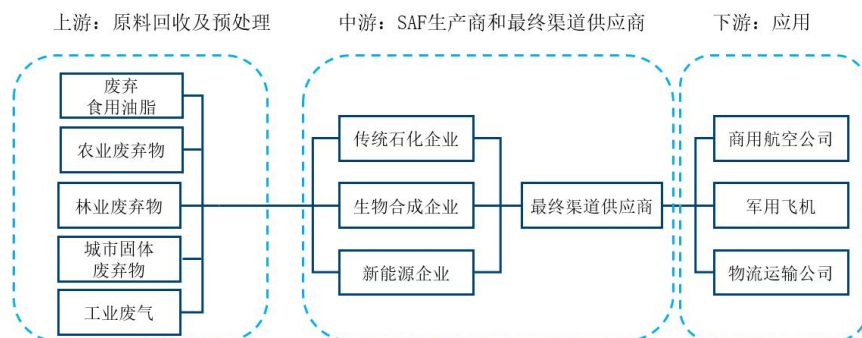 上游：原料回收及预处理
中游：SAF生产商和最终渠道供应商
下游：应用
废弃
食用油脂
农业废弃物
林业废弃物
城市固体
废弃物
工业废气
传统石化企业
生物合成企业
新能源企业
最终渠道供应商
商用航空公司
军用飞机
物流运输公司